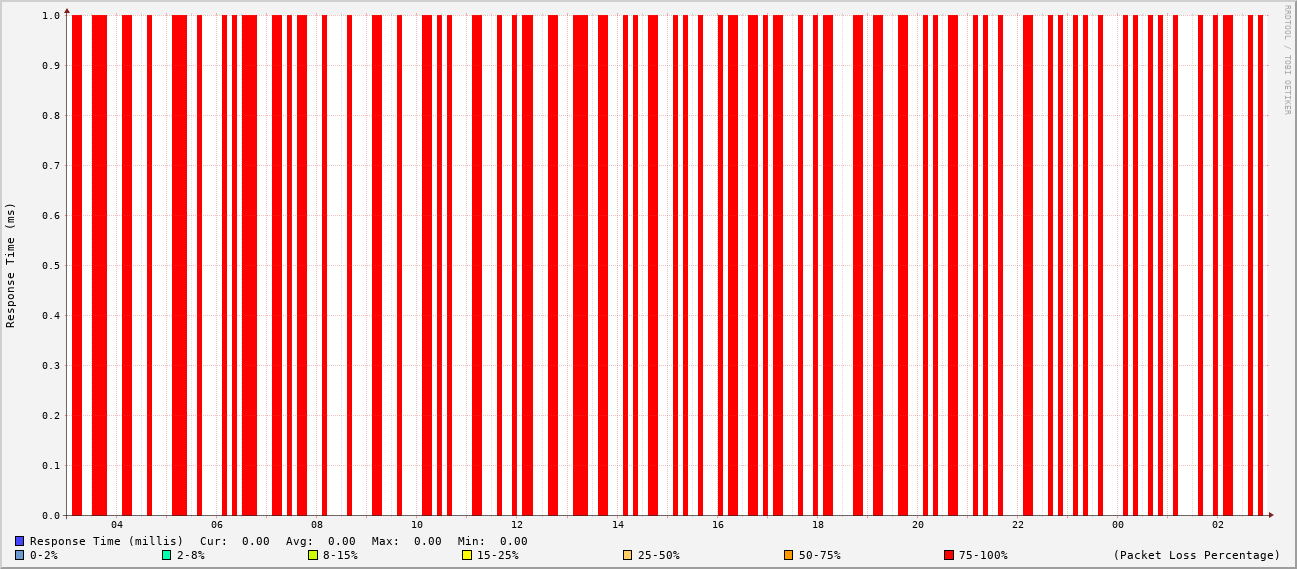 RRDTOOL / TOBI OETIKER
Response Time (ms)
1.0
0.9
0.8
0.7
0.6
0.5
0.4
0.3
0.2
0.1
0.0
04 06 08 10 12 14 16 18 20 22 00 02
Response Time (millis) Cur: 0.00 Avg: 0.00 Max: 0.00 Min: 0.00
0-2% 2-8% 8-15% 15-25% 25-50% 50-75% 75-100% (Packet Loss Percentage)